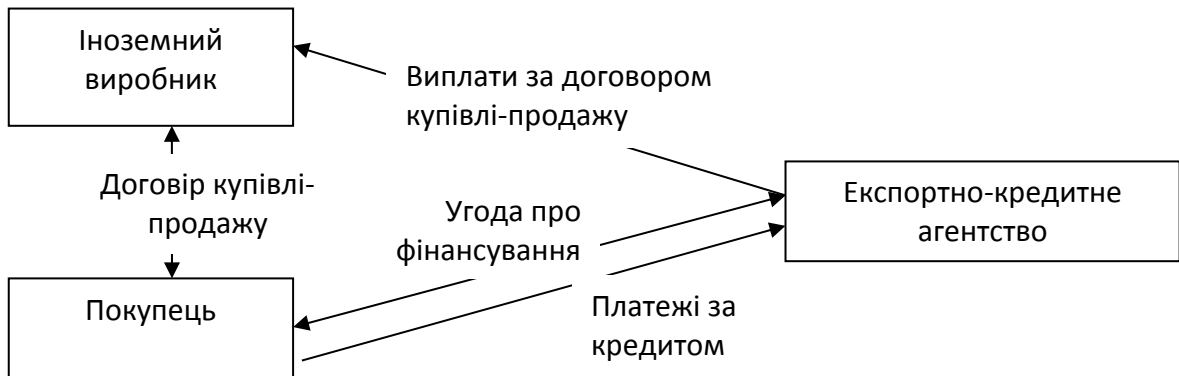 Іноземний
виробник
Виплати за договором
купівлі-продажу
Договір купівлі-
продажу
Експортно-кредитне
агентство
Угода про
фінансування
Покупець
Платежі за
кредитом